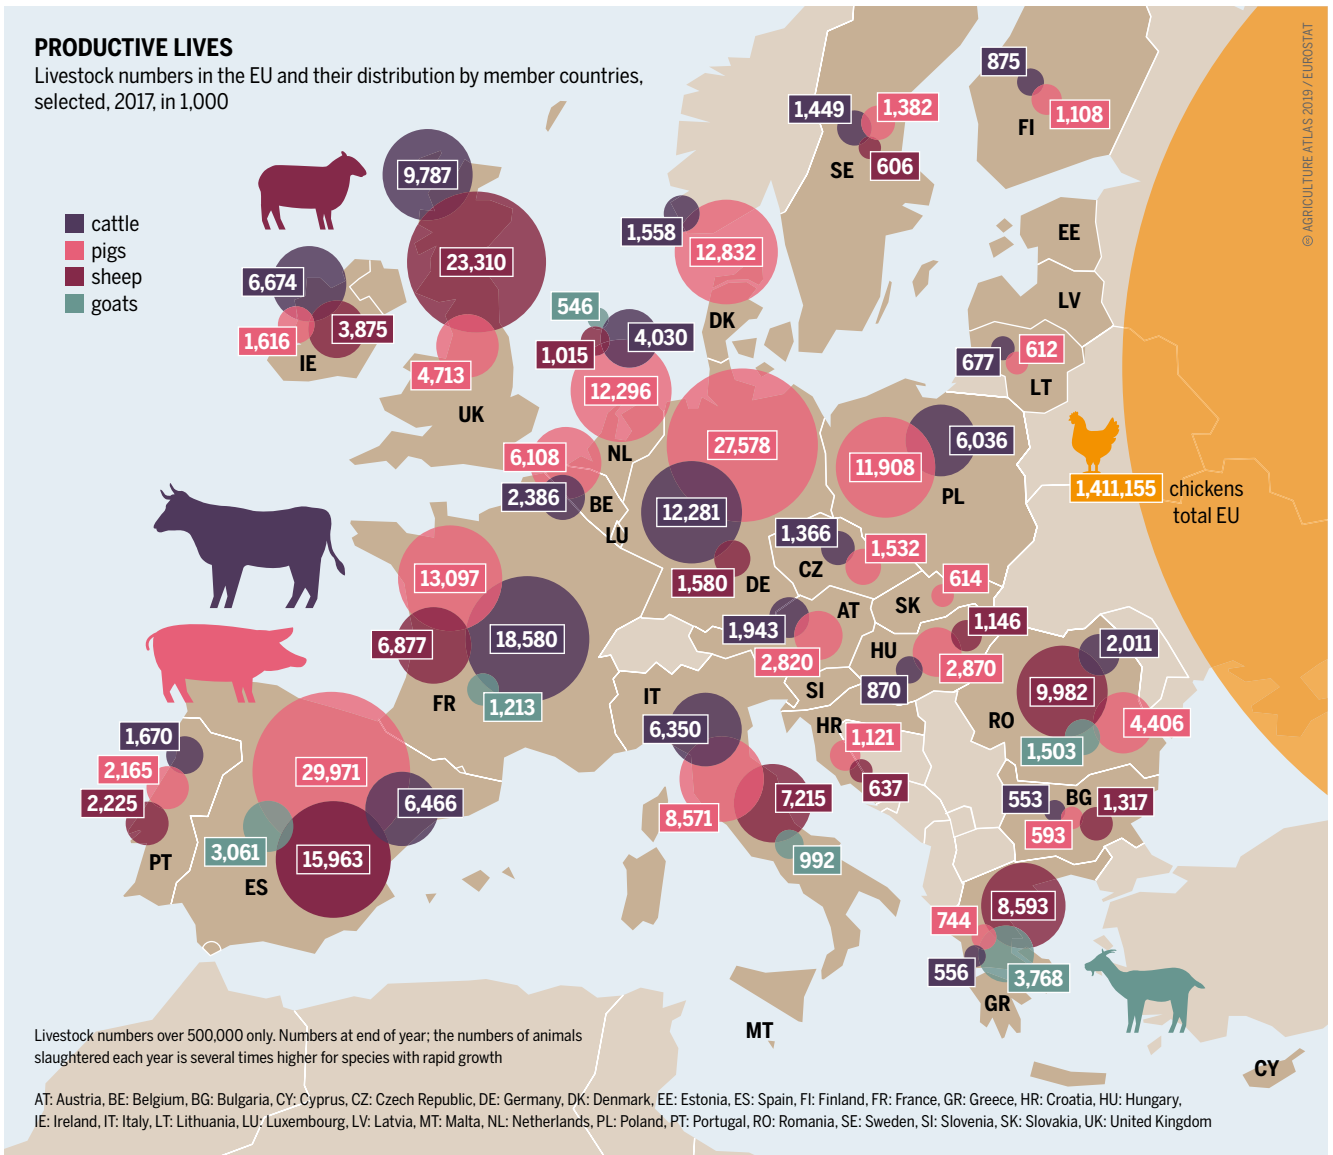 PRODUCTIVE LIVES
Livestock numbers in the EU and their distribution by member countries,
selected, 2017, in 1,000
© AGRICULTURE ATLAS 2019 / EUROSTAT
cattle
pigs
sheep
goats
875
1,108
FI
1,449
1,382
606
SE
9,787
23,310
4,713
UK
6,674
1,616
3,875
IE
1,558
12,832
DK
EE
LV
677
612
LT
546
1,015
4,030
12,296
NL
6,108
2,386
BE
LU
27,578
12,281
1,580
DE
11,908
6,036
PL
1,411,155 chickens
total EU
1,366
1,532
CZ
614
SK
1,943
2,820
AT
SI
HU
1,146
2,870
870
13,097
6,877
18,580
1,213
FR
IT
6,350
8,571
7,215
992
HR
1,121
637
RO
2,011
9,982
4,406
1,503
553
BG
1,317
593
1,670
2,165
2,225
PT
29,971
6,466
3,061
15,963
ES
8,593
744
556
3,768
GR
MT
CY
Livestock numbers over 500,000 only. Numbers at end of year; the numbers of animals
slaughtered each year is several times higher for species with rapid growth
AT: Austria, BE: Belgium, BG: Bulgaria, CY: Cyprus, CZ: Czech Republic, DE: Germany, DK: Denmark, EE: Estonia, ES: Spain, FI: Finland, FR: France, GR: Greece, HR: Croatia, HU: Hungary,
IE: Ireland, IT: Italy, LT: Lithuania, LU: Luxembourg, LV: Latvia, MT: Malta, NL: Netherlands, PL: Poland, PT: Portugal, RO: Romania, SE: Sweden, SI: Slovenia, SK: Slovakia, UK: United Kingdom